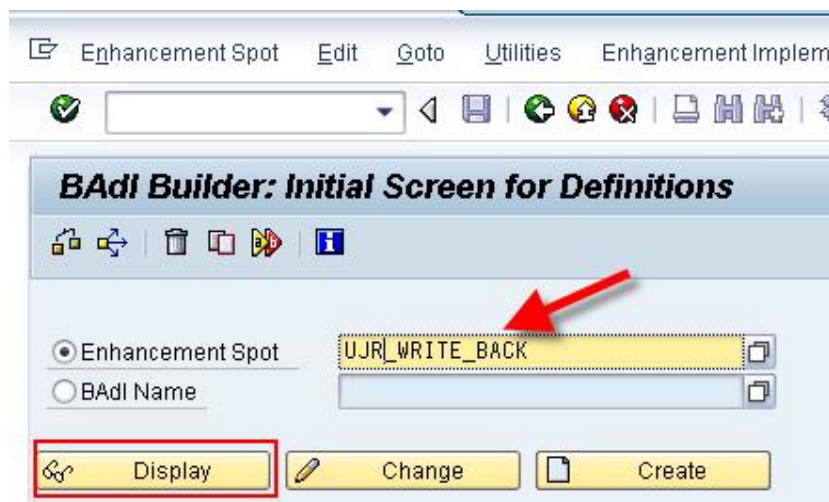 Enhancement Spot Edit Goto Utilities Enhancement Implem
BAdI Builder: Initial Screen for Definitions
Enhancement Spot UJR_WRITE_BACK
BAdI Name
Display Change Create